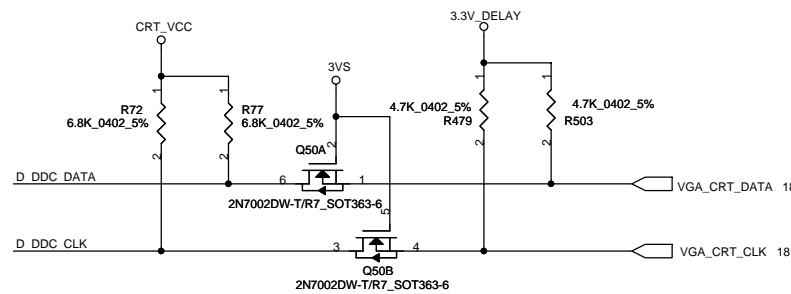 CRT_VCC
3.3V_DELAY
3VS
1
1
1
1
R72
6.8K_0402_5%
R77
6.8K_0402_5%
4.7K_0402_5%
R479
4.7K_0402_5%
R503
2
2
2
2
Q50A
2
D_DDC_DATA
6
1
VGA_CRT_DATA 18
2N7002DW-T/R7_SOT363-6
5
D_DDC_CLK
3
4
VGA_CRT_CLK 18
Q50B
2N7002DW-T/R7_SOT363-6